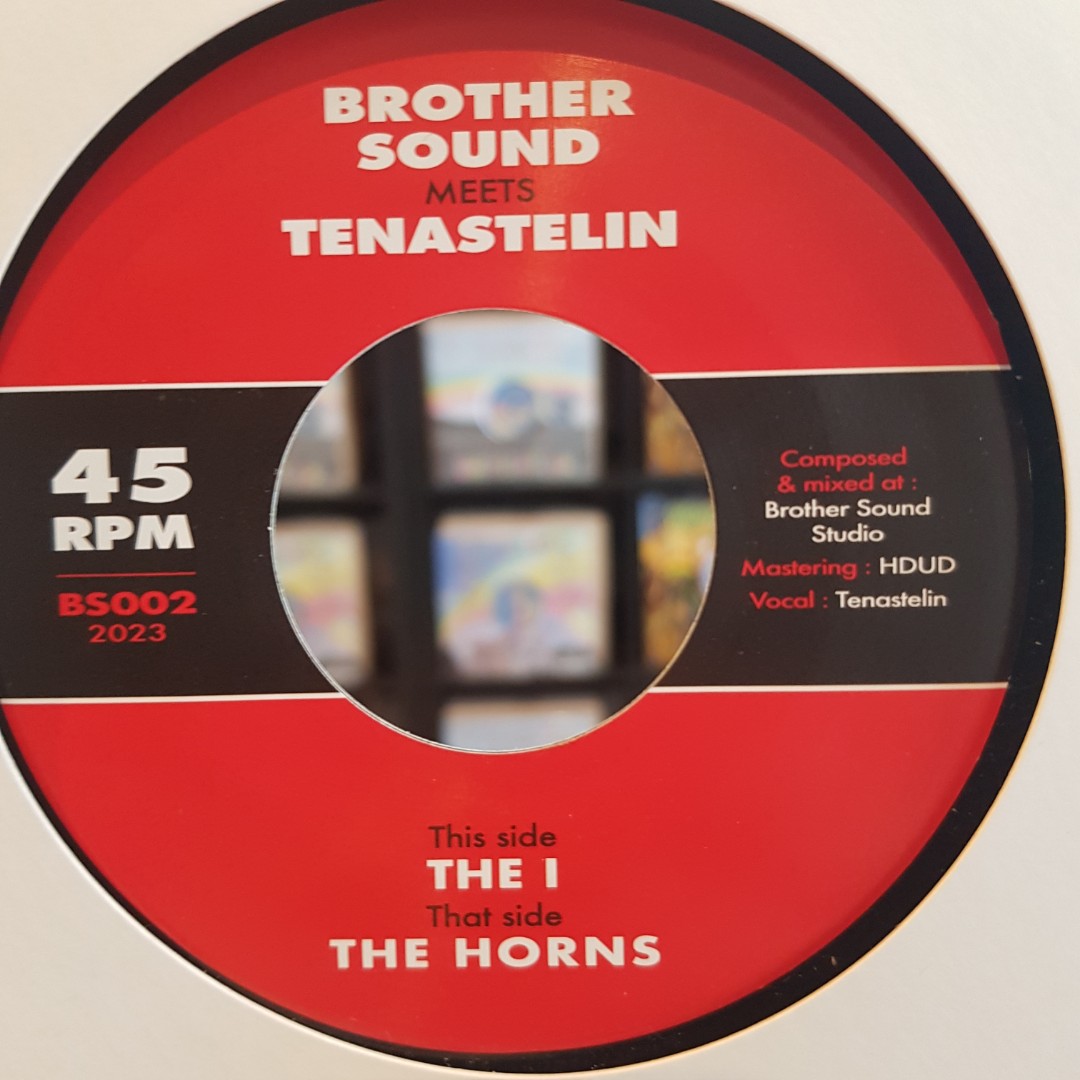 BROTHER
SOUND
MEETS
TENASTELIN
45
RPM
BS002
2023
Composed
& mixed at :
Brother Sound
Studio
Mastering : HDUD
Vocal : Tenastelin
This side
THE I
That side
THE HORNS